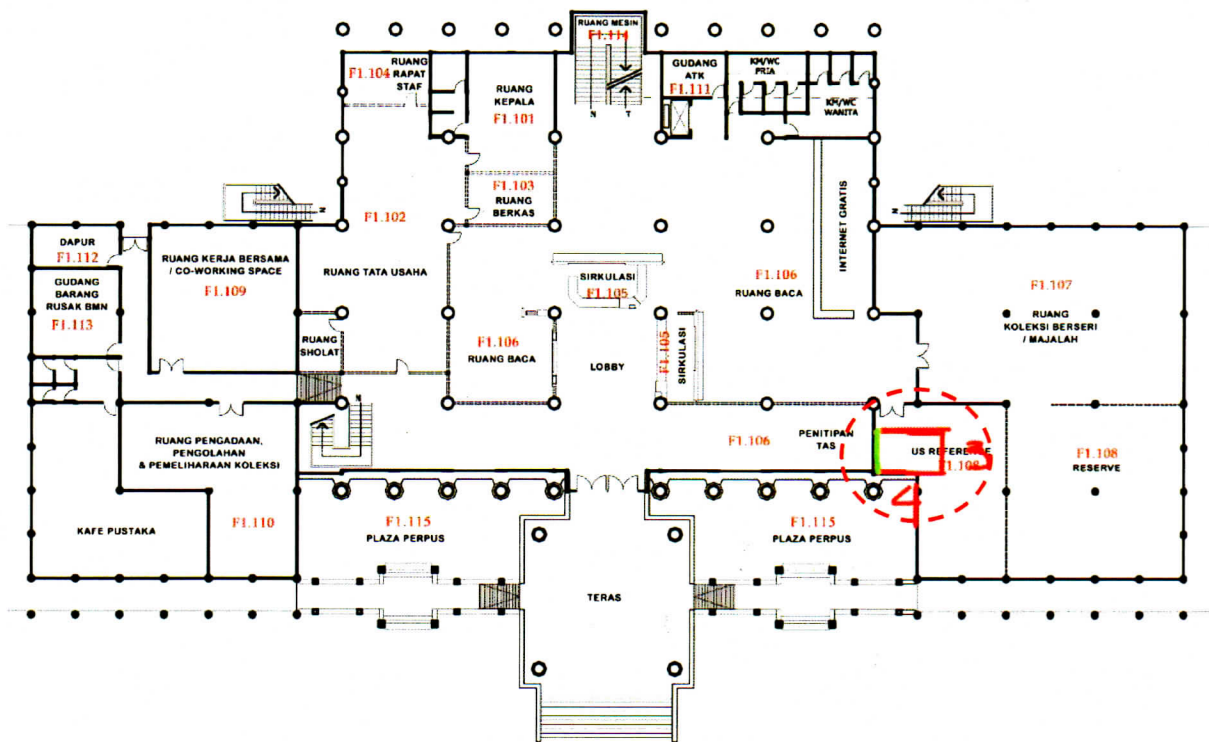 RUANG MESIN
F1.114
F1.104
RUANG
RAPAT
STAF
RUANG
KEPALA
F1.101
GUDANG
ATK
F1.111
KM/WC
PRIA
KM/WC
WANITA
N
T
F1.103
RUANG
BERKAS
F1.102
N
N
INTERNET GRATIS
DAPUR
F1.112
RUANG KERJA BERSAMA
/ CO-WORKING SPACE
F1.109
RUANG TATA USAHA
SIRKULASI
F1.105
F1.106
RUANG BACA
F1.107
RUANG
KOLEKSI BERSERI
/ MAJALAH
GUDANG
BARANG
RUSAK BMN
F1.113
RUANG
SHOLAT
F1.106
RUANG BACA
LOBBY
F1.105
SIRKULASI
N
RUANG PENGADAAN,
PENGOLAHAN
& PEMELIHARAAN KOLEKSI
F1.106
PENITIPAN
TAS
US REFERENCE
F1.108
3
4
F1.108
RESERVE
KAFE PUSTAKA
F1.110
F1.115
PLAZA PERPUS
F1.115
PLAZA PERPUS
TERAS